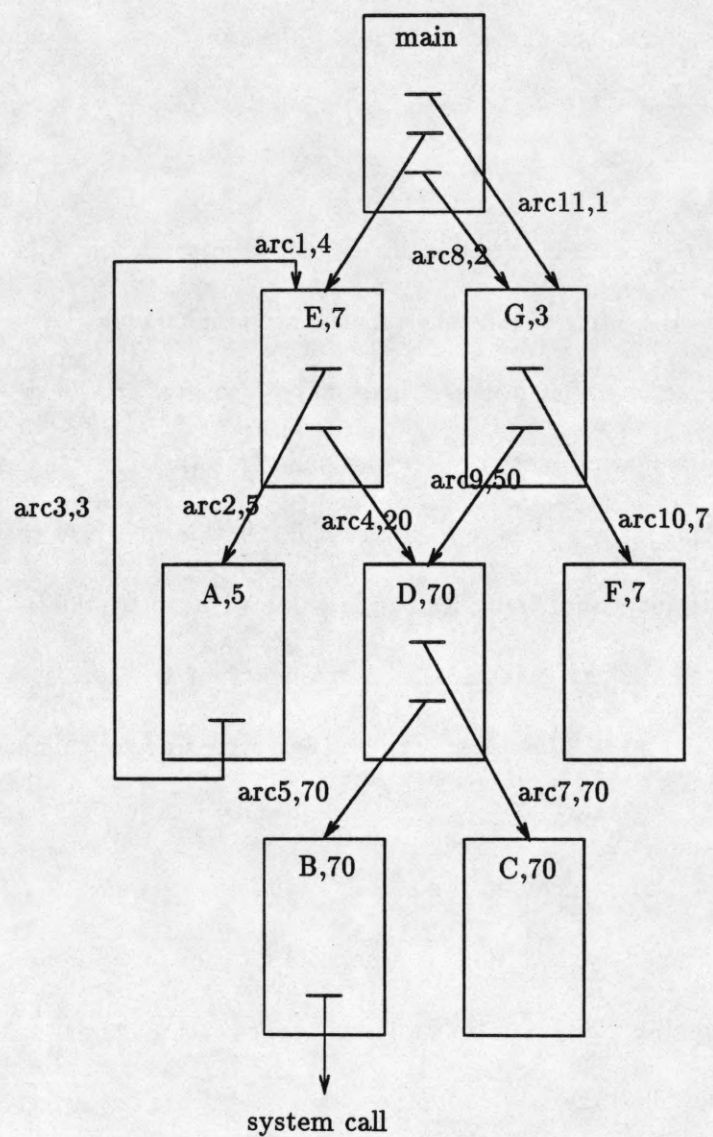 main
arc11,1
arc1,4
arc8,2
E,7
G,3
arc3,3
arc2,5
arc4,20
arc9,50
arc10,7
A,5
D,70
F,7
arc5,70
arc7,70
B,70
C,70
system call